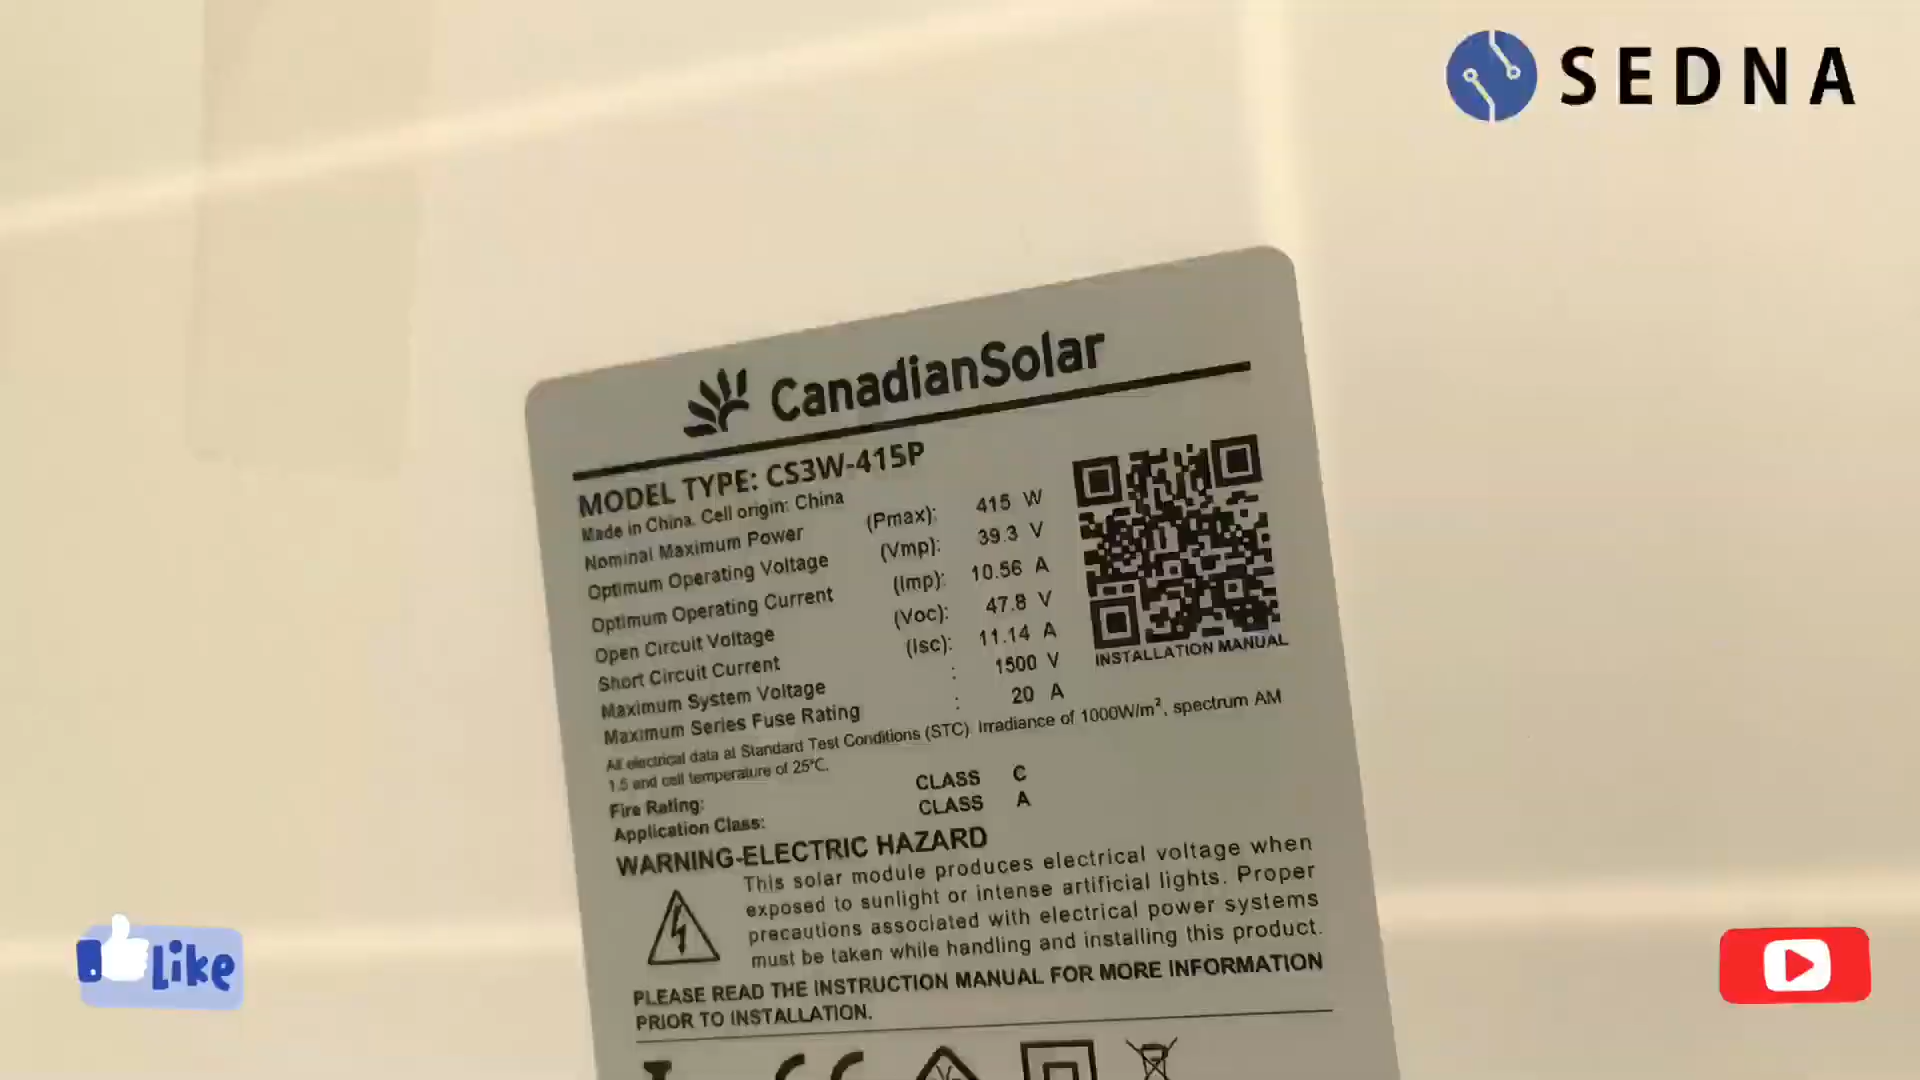 SEDNA
CanadianSolar
MODEL TYPE: CS3W-415P
Made in China. Cell origin: China
Nominal Maximum Power (Pmax): 415 W
Optimum Operating Voltage (Vmp): 39.3 V
Optimum Operating Current (Imp): 10.56 A
Open Circuit Voltage (Voc): 47.8 V
Short Circuit Current (Isc): 11.14 A
Maximum System Voltage : 1500 V
Maximum Series Fuse Rating : 20 A
All electrical data at Standard Test Conditions (STC) Irradiance of 1000W/m², spectrum AM
1.5 and cell temperature of 25°C.
Fire Rating: CLASS C
Application Class: CLASS A
INSTALLATION MANUAL
WARNING-ELECTRIC HAZARD
This solar module produces electrical voltage when
exposed to sunlight or intense artificial lights. Proper
precautions associated with electrical power systems
must be taken while handling and installing this product.
PLEASE READ THE INSTRUCTION MANUAL FOR MORE INFORMATION
PRIOR TO INSTALLATION.
Like